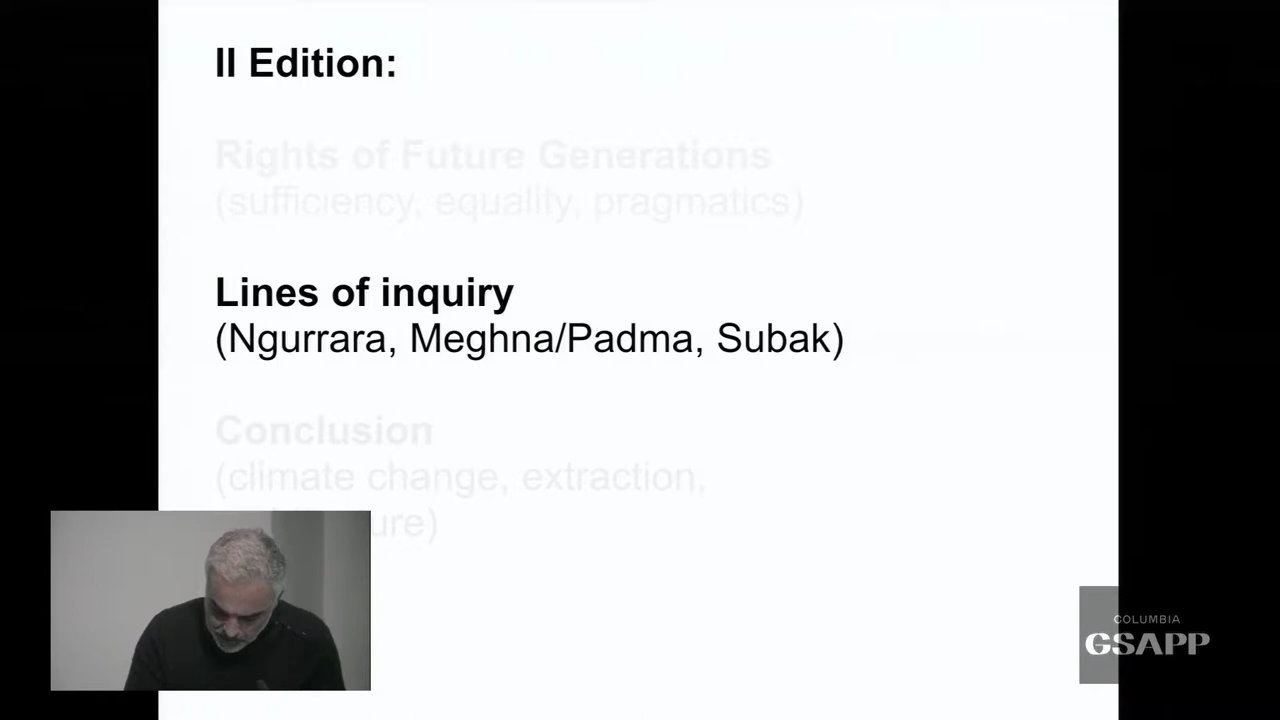 II Edition:
Rights of Future Generations
(sufficiency, equality, pragmatics)
Lines of inquiry
(Ngurrara, Meghna/Padma, Subak)
Conclusion
(climate change, extraction,
ure)
COLUMBIA
GSAPP